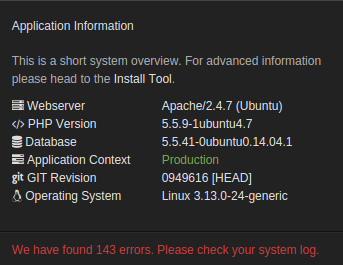 Application Information
This is a short system overview. For advanced information
please head to the Install Tool.
Webserver Apache/2.4.7 (Ubuntu)
PHP Version 5.5.9-1ubuntu4.7
Database 5.5.41-0ubuntu0.14.04.1
Application Context Production
git GIT Revision 0949616 [HEAD]
Operating System Linux 3.13.0-24-generic
We have found 143 errors. Please check your system log.